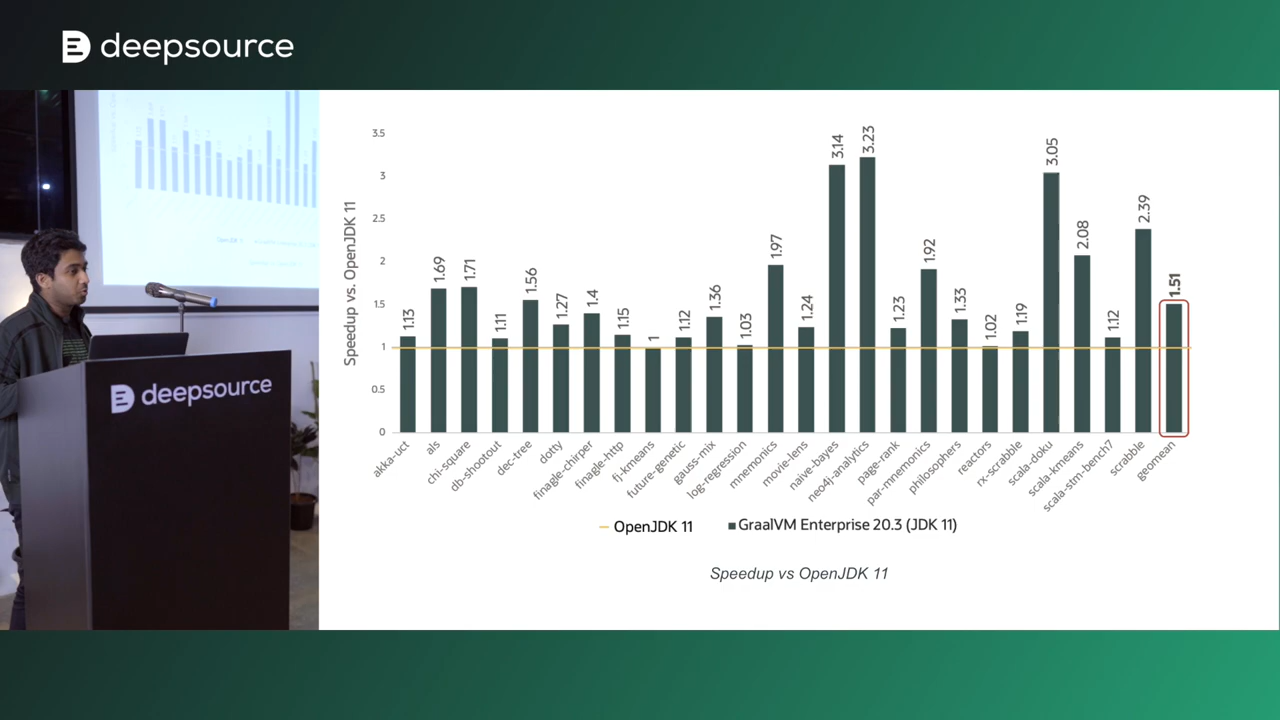 deepsource
deepsource
Speedup vs. OpenJDK 11
3.5
3
2.5
2
1.5
1
0.5
0
1.13
1.69
1.71
1.11
1.56
1.27
1.4
1.15
1
1.12
1.36
1.03
1.97
1.24
3.14
3.23
1.23
1.92
1.33
1.02
1.19
3.05
2.08
1.12
2.39
1.51
akka-uct
als
chi-square
db-shootout
dec-tree
dotty
finagle-chirper
finagle-http
fj-kmeans
future-genetic
gauss-mix
log-regression
mnemonics
movie-lens
naive-bayes
neo4j-analytics
page-rank
par-mnemonics
philosophers
reactors
rx-scrabble
scala-doku
scala-kmeans
scala-stm-bench7
scrabble
geomean
OpenJDK 11
GraalVM Enterprise 20.3 (JDK 11)
Speedup vs OpenJDK 11